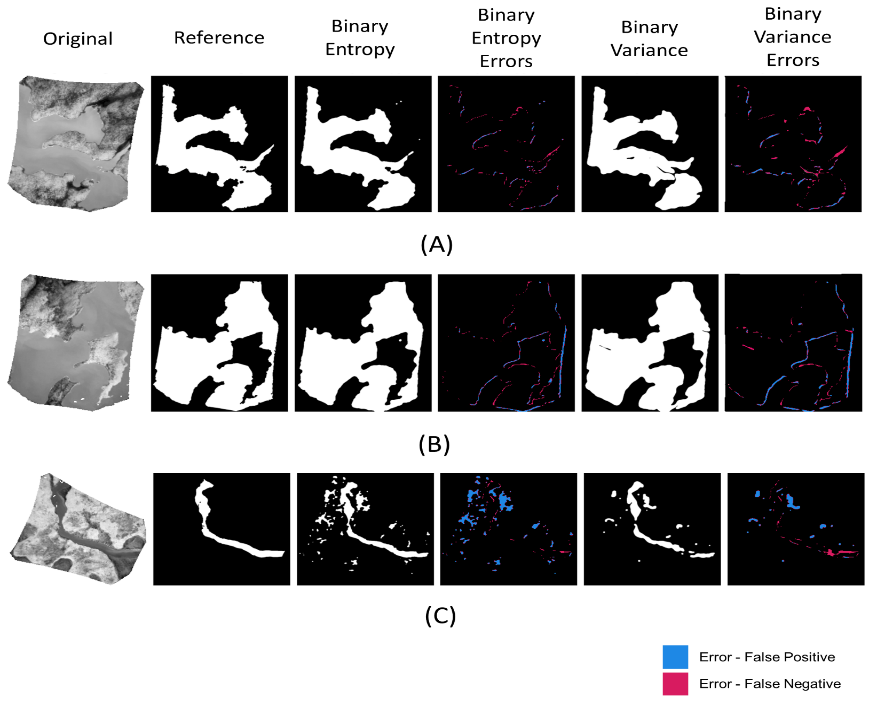 Original
Reference
Binary
Entropy
Binary
Entropy
Errors
Binary
Variance
Binary
Variance
Errors
(A)
(B)
(C)
Error - False Positive
Error - False Negative